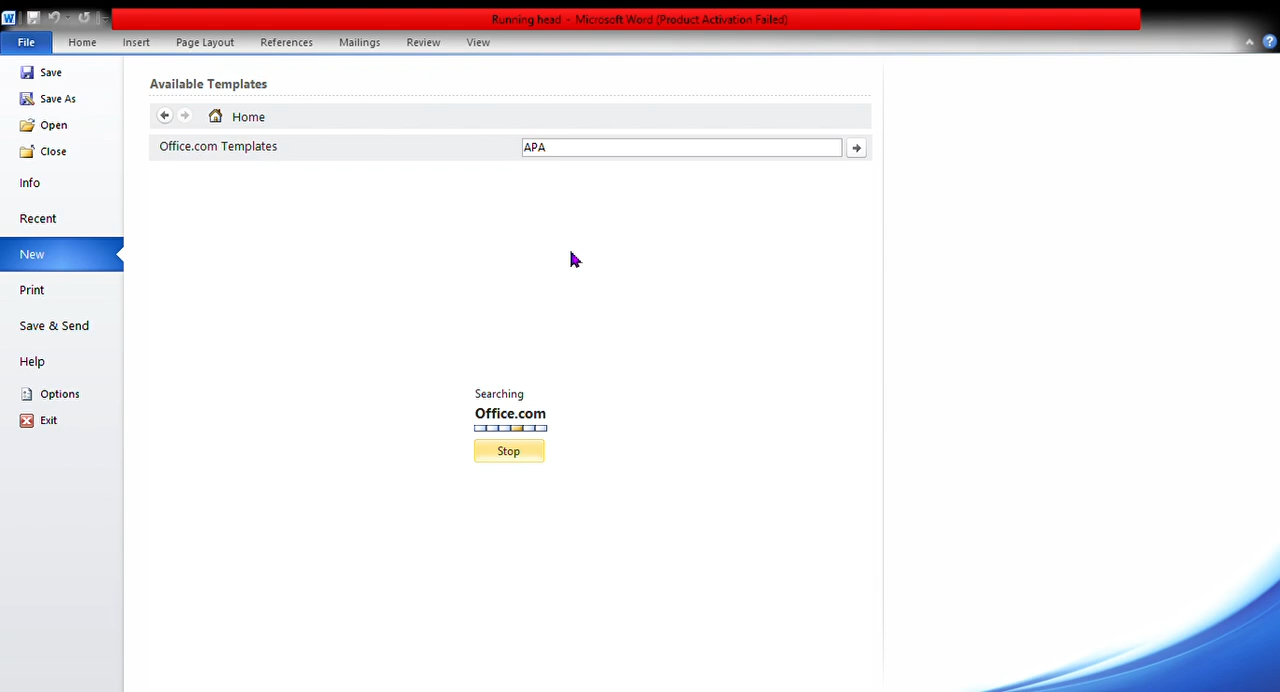 Running head - Microsoft Word (Product Activation Failed)
File Home Insert Page Layout References Mailings Review View
Save
Save As
Open
Close
Info
Recent
New
Print
Save & Send
Help
Options
Exit
Available Templates
Home
Office.com Templates APA
Searching
Office.com
Stop